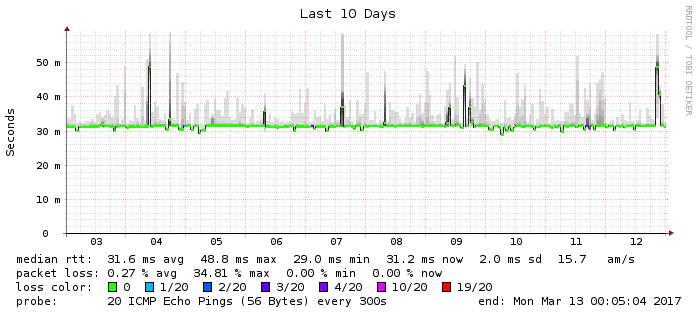 Last 10 Days
RRDTOOL / TOBI OETIKER
Seconds
50 m
40 m
30 m
20 m
10 m
0
03 04 05 06 07 08 09 10 11 12
median rtt: 31.6 ms avg 48.8 ms max 29.0 ms min 31.2 ms now 2.0 ms sd 15.7 am/s
packet loss: 0.27 % avg 34.81 % max 0.00 % min 0.00 % now
loss color: 0 1/20 2/20 3/20 4/20 10/20 19/20
probe: 20 ICMP Echo Pings (56 Bytes) every 300s end: Mon Mar 13 00:05:04 2017